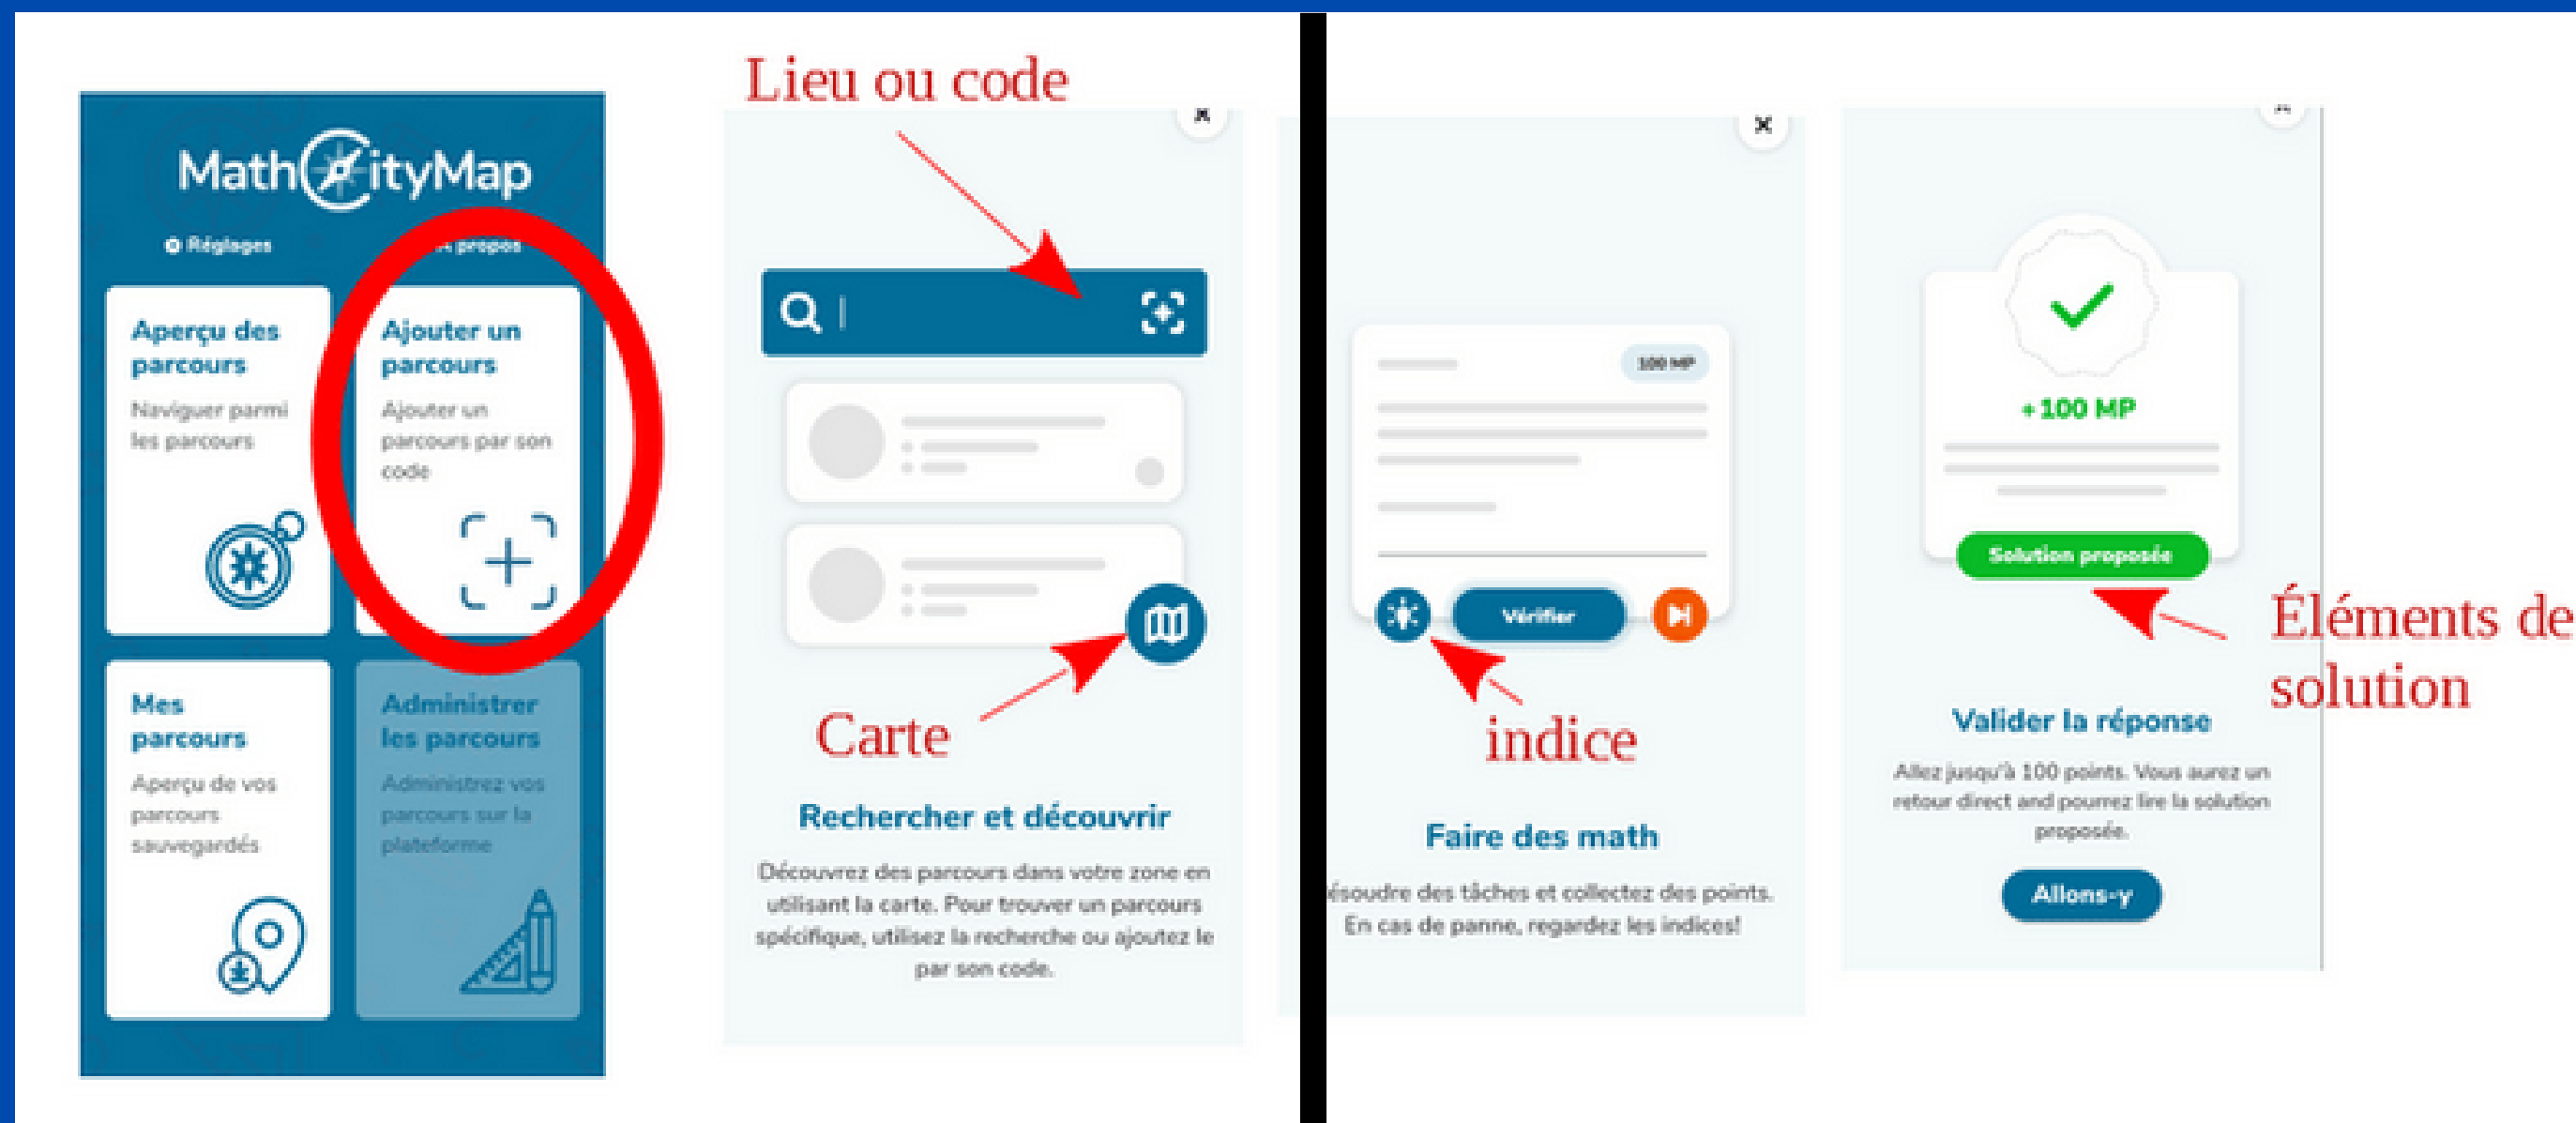 MathCityMap
Réglages
propos
Aperçu des
parcours
Naviguer parmi
les parcours
Ajouter un
parcours
Ajouter un
parcours par son
code
Mes
parcours
Aperçu de vos
parcours
sauvegardés
Administrer
les parcours
Administrez vos
parcours sur la
plateforme
Lieu ou code
x
Carte
Rechercher et découvrir
Découvrez des parcours dans votre zone en
utilisant la carte. Pour trouver un parcours
spécifique, utilisez la recherche ou ajoutez le
par son code.
x
100 MP
Vérifier
indice
Faire des math
ésoudre des tâches et collectez des points.
En cas de panne, regardez les indices!
+100 MP
Solution proposée
Éléments de
solution
Valider la réponse
Allez jusqu'à 100 points. Vous aurez un
retour direct and pourrez lire la solution
proposée.
Allons-y